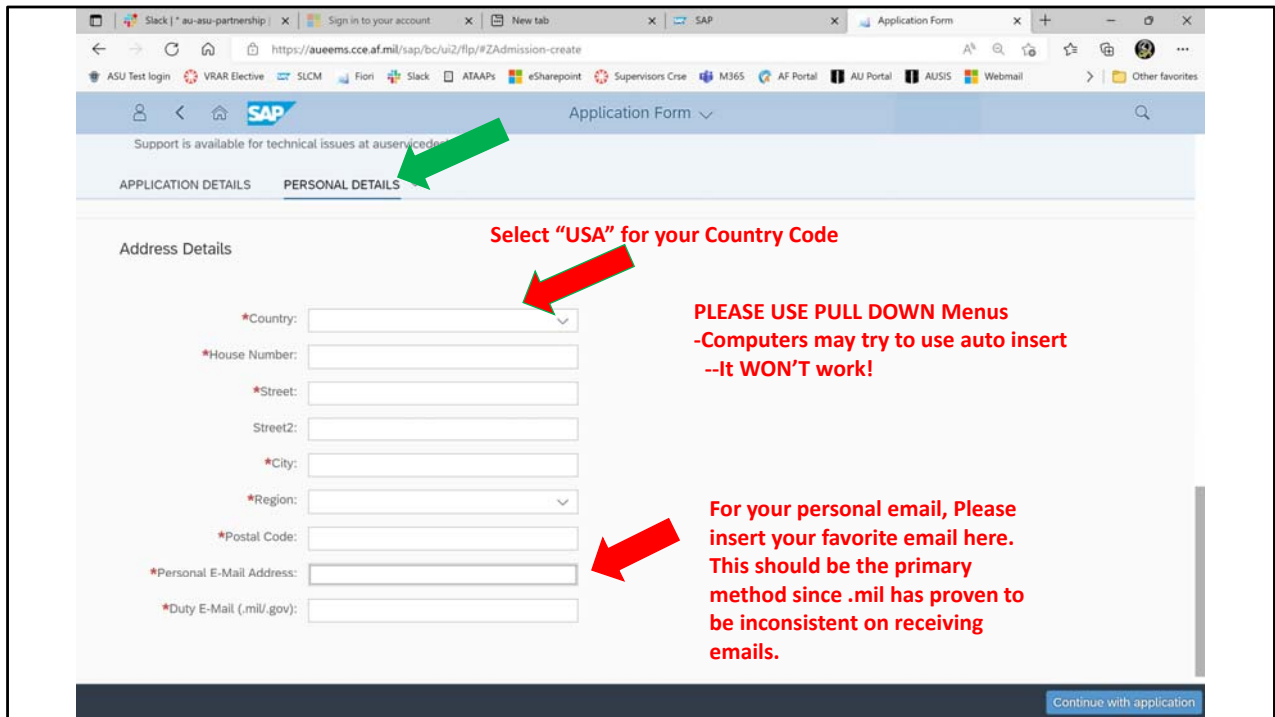 Slack | * au-asu-partnership |
Sign in to your account
New tab
SAP
Application Form
https://aueems.cce.af.mil/sap/bc/ui2/flp/#ZAdmission-create
ASU Test login
VRAR Elective
SLCM
Fiori
Slack
ATAAPs
eSharepoint
Supervisors Crse
M365
AF Portal
AU Portal
AUSIS
Webmail
Other favorites
SAP
Application Form
Support is available for technical issues at auservicedes
APPLICATION DETAILS
PERSONAL DETAILS
Select “USA” for your Country Code
Address Details
PLEASE USE PULL DOWN Menus
-Computers may try to use auto insert
--It WON’T work!
*Country:
*House Number:
*Street:
Street2:
*City:
*Region:
*Postal Code:
*Personal E-Mail Address:
*Duty E-Mail (.mil/.gov):
For your personal email, Please
insert your favorite email here.
This should be the primary
method since .mil has proven to
be inconsistent on receiving
emails.
Continue with application